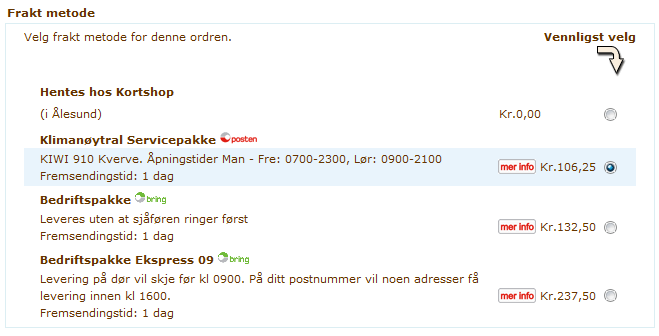 Frakt metode
Velg frakt metode for denne ordren. Vennligst velg
Hentes hos Kortshop
(i Ålesund) Kr.0,00
Klimanøytral Servicepakke posten
KIWI 910 Kverve. Åpningstider Man - Fre: 0700-2300, Lør: 0900-2100
mer info Kr.106,25
Fremsendingstid: 1 dag
Bedriftspakke bring
Leveres uten at sjåføren ringer først
mer info Kr.132,50
Fremsendingstid: 1 dag
Bedriftspakke Ekspress 09 bring
Levering på dør vil skje før kl 0900. På ditt postnummer vil noen adresser få
levering innen kl 1600. mer info Kr.237,50
Fremsendingstid: 1 dag